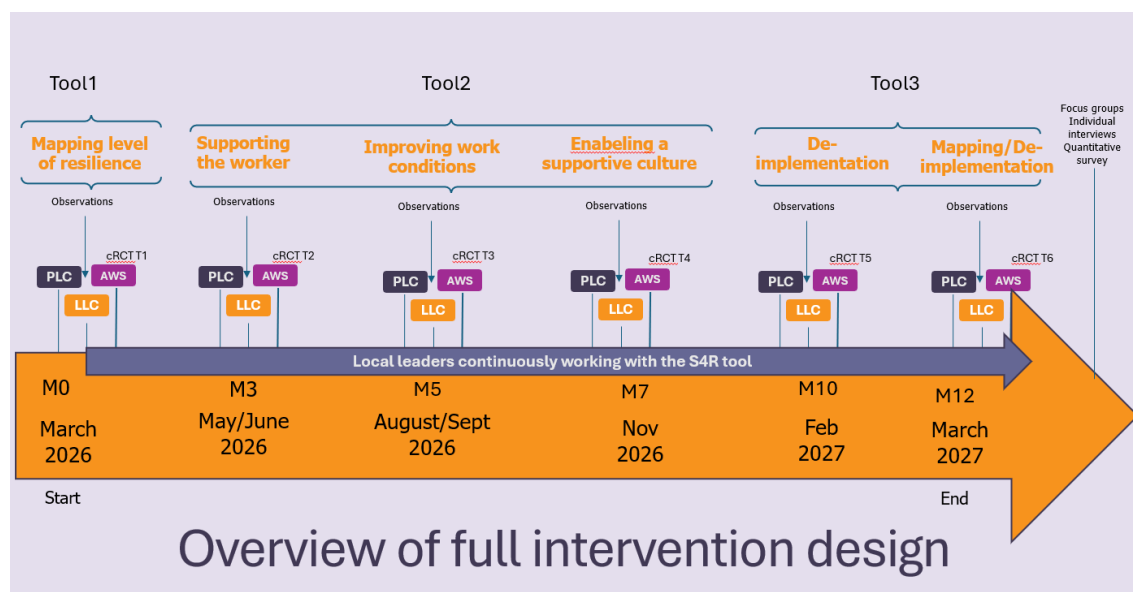 Tool1
Tool2
Tool3
Mapping level
of resilience
Supporting
the worker
Improving work
conditions
Enabeling a
supportive culture
De-
implementation
Mapping/De-
implementation
Focus groups
Individual
interviews
Quantitative
survey
Observations
Observations
Observations
Observations
Observations
Observations
cRCT T1
PLC
AWS
LLC
cRCT T2
PLC
AWS
LLC
cRCT T3
PLC
AWS
LLC
cRCT T4
PLC
AWS
LLC
cRCT T5
PLC
AWS
LLC
cRCT T6
PLC
AWS
LLC
Local leaders continuously working with the S4R tool
M0
March
2026
M3
May/June
2026
M5
August/Sept
2026
M7
Nov
2026
M10
Feb
2027
M12
March
2027
Start
End
Overview of full intervention design